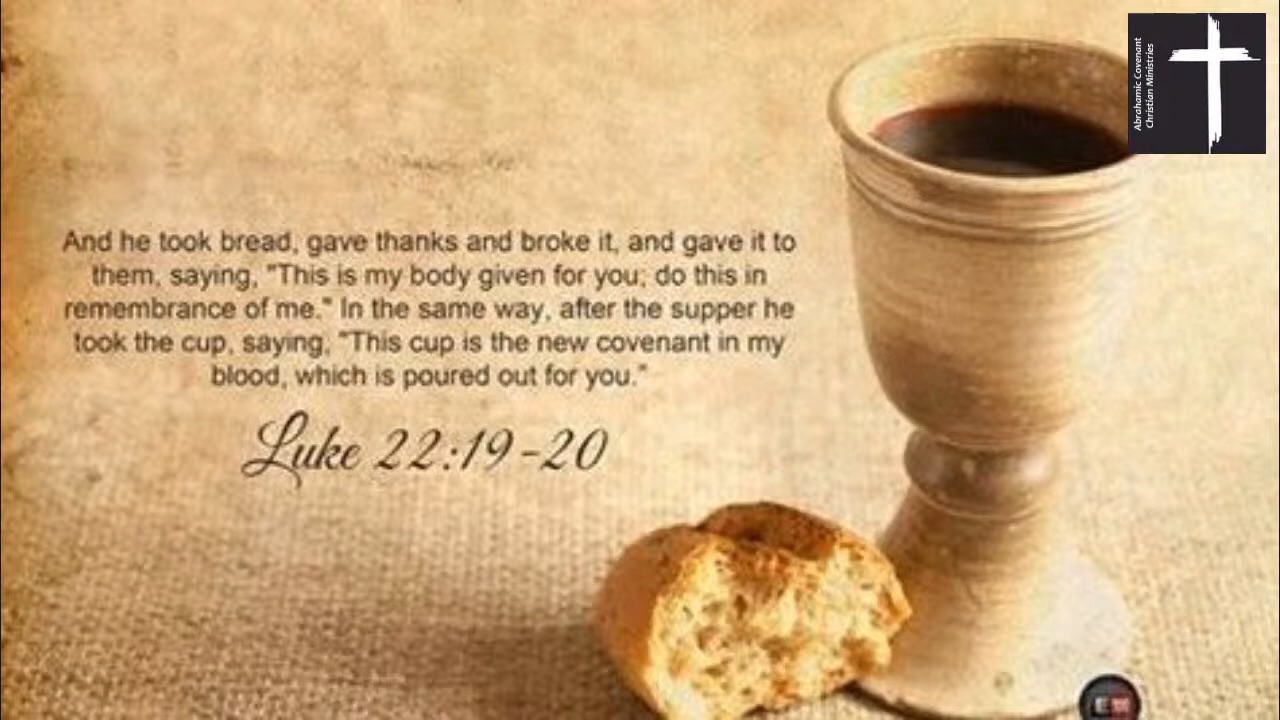 And he took bread, gave thanks and broke it, and gave it to
them, saying, "This is my body given for you; do this in
remembrance of me." In the same way, after the supper he
took the cup, saying, "This cup is the new covenant in my
blood, which is poured out for you."
Luke 22:19-20
Abrahamic Covenant
Christian Ministries